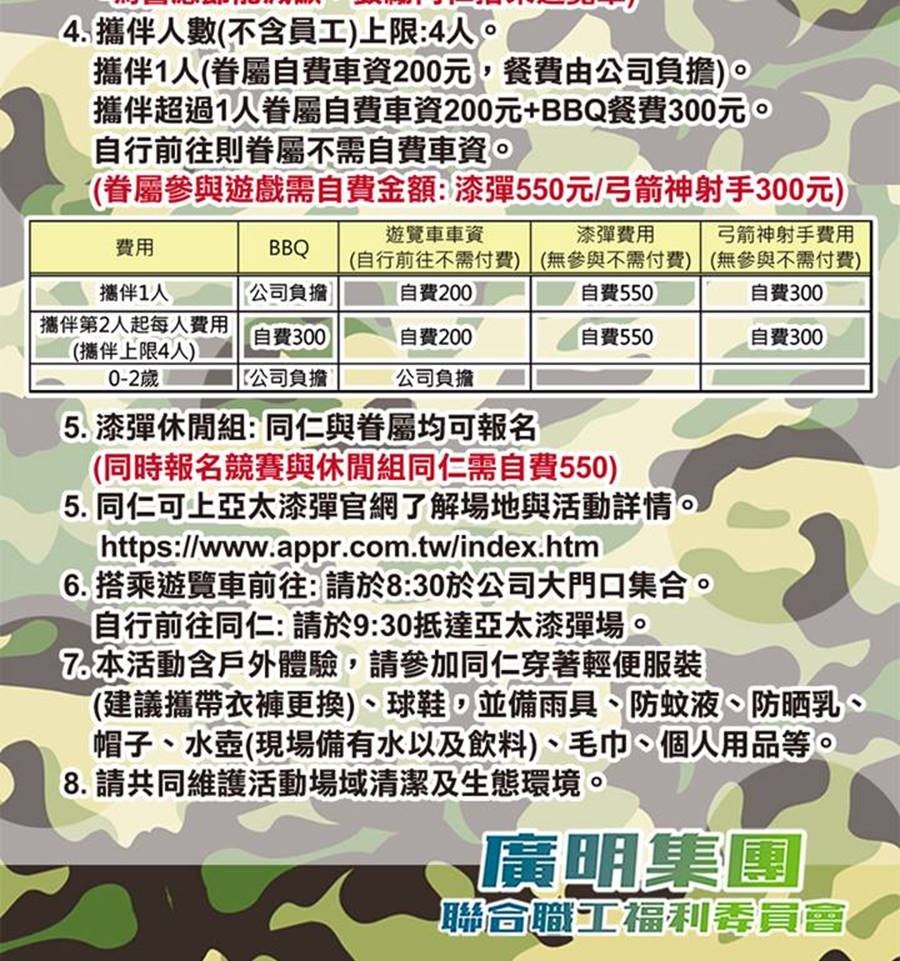 4. 攜伴人數(不含員工)上限:4人。
攜伴1人(眷屬自費車資200元，餐費由公司負擔)。
攜伴超過1人眷屬自費車資200元+BBQ餐費300元。
自行前往則眷屬不需自費車資。
(眷屬參與遊戲需自費金額: 漆彈550元/弓箭神射手300元)
費用 BBQ 遊覽車車資 漆彈費用 弓箭神射手費用
(自行前往不需付費) (無參與不需付費) (無參與不需付費)
攜伴1人 公司負擔 自費200 自費550 自費300
攜伴第2人起每人費用
(攜伴上限4人) 自費300 自費200 自費550 自費300
0-2歲 公司負擔 公司負擔
5. 漆彈休閒組: 同仁與眷屬均可報名
(同時報名競賽與休閒組同仁需自費550)
5. 同仁可上亞太漆彈官網了解場地與活動詳情。
https://www.appr.com.tw/index.htm
6. 搭乘遊覽車前往: 請於8:30於公司大門口集合。
自行前往同仁: 請於9:30抵達亞太漆彈場。
7. 本活動含戶外體驗，請參加同仁穿著輕便服裝
(建議攜帶衣褲更換)、球鞋，並備雨具、防蚊液、防晒乳、
帽子、水壺(現場備有水以及飲料)、毛巾、個人用品等。
8. 請共同維護活動場域清潔及生態環境。
廣明集團
聯合職工福利委員會